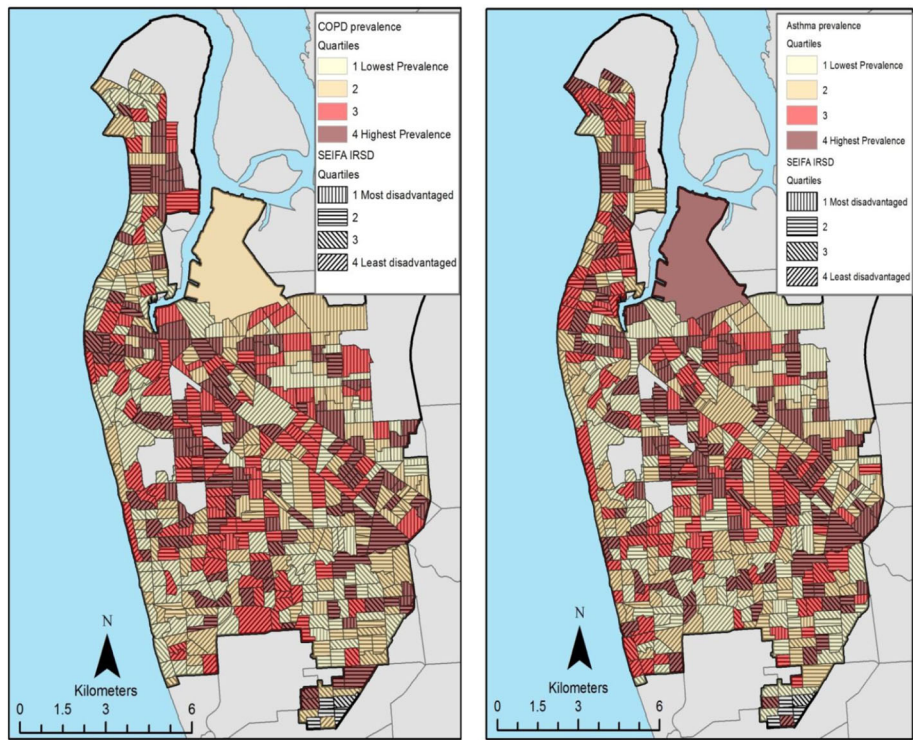 COPD prevalence
Quartiles
1 Lowest Prevalence
2
3
4 Highest Prevalence
SEIFA IRSD
Quartiles
1 Most disadvantaged
2
3
4 Least disadvantaged
N
Kilometers
0 1.5 3 6
Asthma prevalence
Quartiles
1 Lowest Prevalence
2
3
4 Highest Prevalence
SEIFA IRSD
Quartiles
1 Most disadvantaged
2
3
4 Least disadvantaged
N
Kilometers
0 1.5 3 6